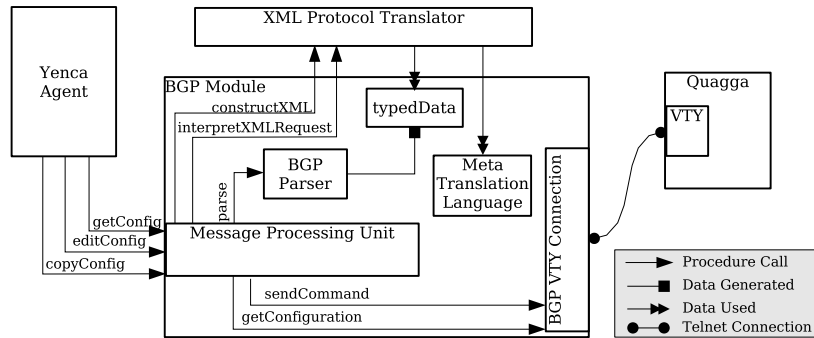 XML Protocol Translator
Yenca
Agent
BGP Module
Quagga
constructXML
typedData
VTY
interpretXMLRequest
BGP
Parser
Meta
Translation
Language
parse
BGP VTY Connection
getConfig
Message Processing Unit
editConfig
copyConfig
sendCommand
getConfiguration
Procedure Call
Data Generated
Data Used
Telnet Connection